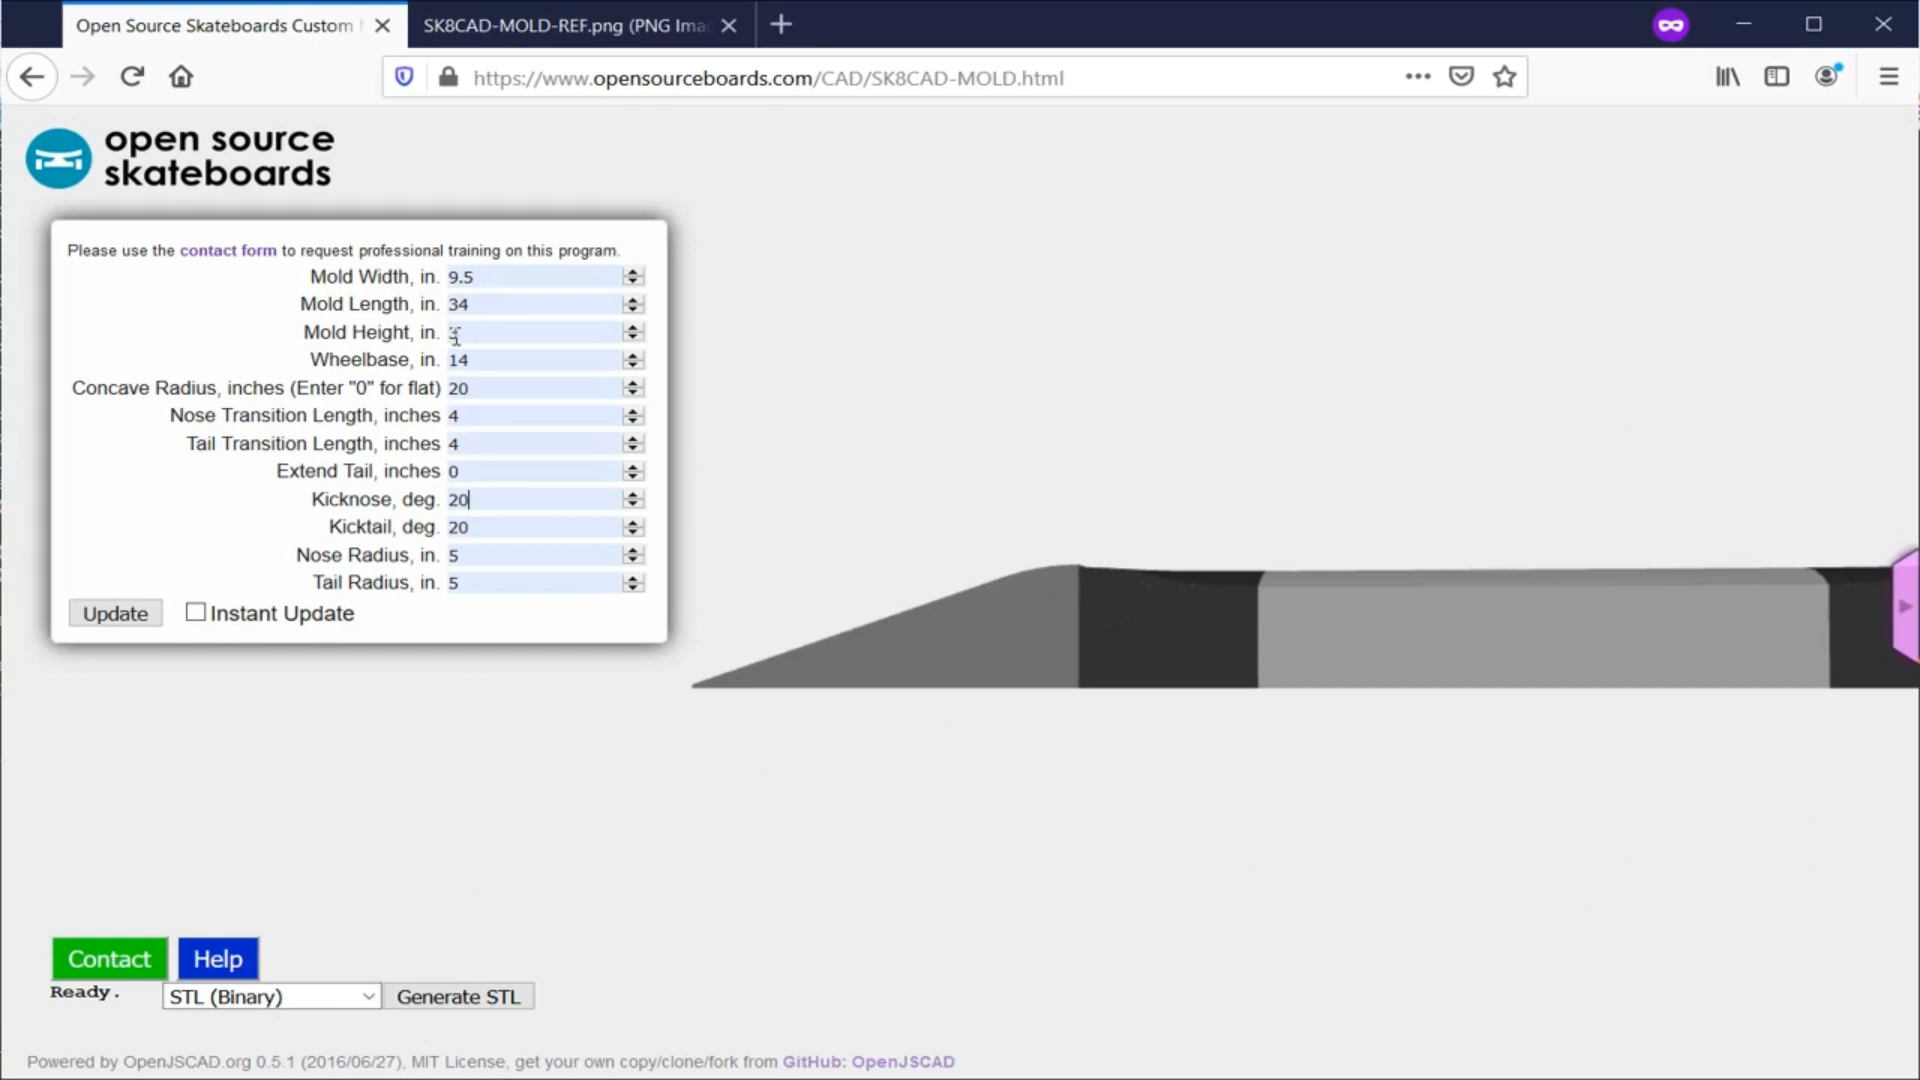 Open Source Skateboards Custom
SK8CAD-MOLD-REF.png (PNG Ima
https://www.opensourceboards.com/CAD/SK8CAD-MOLD.html
open source
skateboards
Please use the contact form to request professional training on this program.
Mold Width, in. 9.5
Mold Length, in. 34
Mold Height, in.
Wheelbase, in. 14
Concave Radius, inches (Enter "0" for flat) 20
Nose Transition Length, inches 4
Tail Transition Length, inches 4
Extend Tail, inches 0
Kicknose, deg. 20
Kicktail, deg. 20
Nose Radius, in. 5
Tail Radius, in. 5
Update Instant Update
Contact Help
Ready. STL (Binary) Generate STL
Powered by OpenJSCAD.org 0.5.1 (2016/06/27), MIT License, get your own copy/clone/fork from GitHub: OpenJSCAD